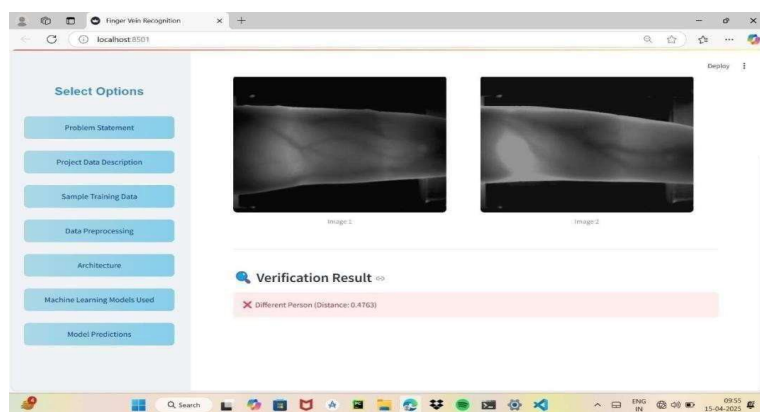 Finger Vein Recognition
localhost:8501
Deploy
Select Options
Problem Statement
Project Data Description
Sample Training Data
Data Preprocessing
Architecture
Machine Learning Models Used
Model Predictions
Image 1
Image 2
Verification Result
Different Person (Distance: 0.4763)
Search
ENG
IN
09:55
15-04-2025